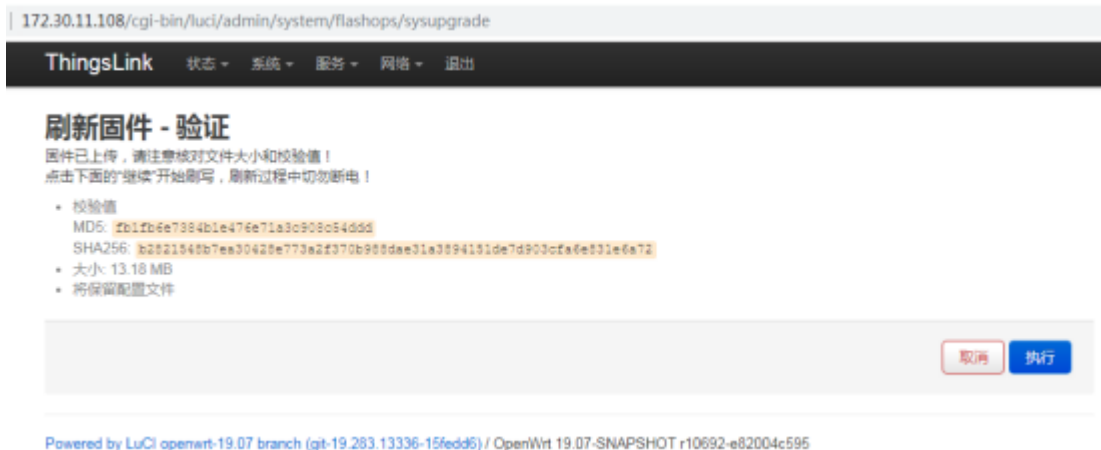 172.30.11.108/cgi-bin/luci/admin/system/flashops/sysupgrade
ThingsLink 状态 系统 服务 网络 退出
刷新固件 - 验证
固件已上传，请注意核对文件大小和校验值！
点击下面的“继续”开始刷写，刷新过程中切勿断电！
校验值
MD5: fb1fb6e7384b1e476e71a3c908c54ddd
SHA256: b2821548b7ea30428e773a2f370b988dae31a3894151de7d903cfa6e831e6a72
大小: 13.18 MB
将保留配置文件
取消 执行
Powered by LuCI openwrt-19.07 branch (git-19.283.13336-15fedd6) / OpenWrt 19.07-SNAPSHOT r10692-e82004c595